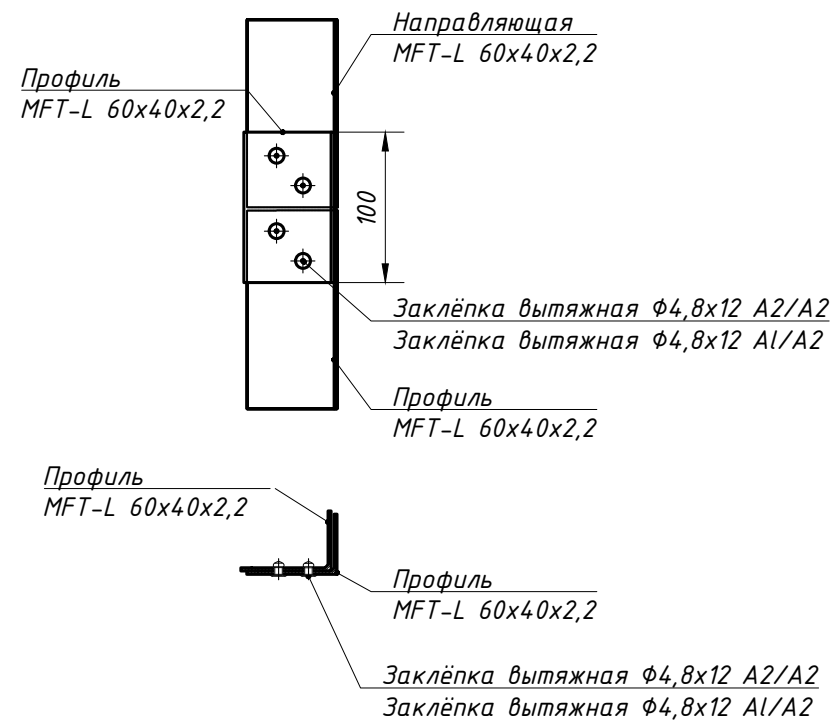 Направляющая
MFT-L 60x40x2,2
Профиль
MFT-L 60x40x2,2
100
Заклёпка вытяжная Ф4,8x12 A2/A2
Заклёпка вытяжная Ф4,8x12 Al/A2
Профиль
MFT-L 60x40x2,2
Профиль
MFT-L 60x40x2,2
Профиль
MFT-L 60x40x2,2
Заклёпка вытяжная Ф4,8x12 A2/A2
Заклёпка вытяжная Ф4,8x12 Al/A2